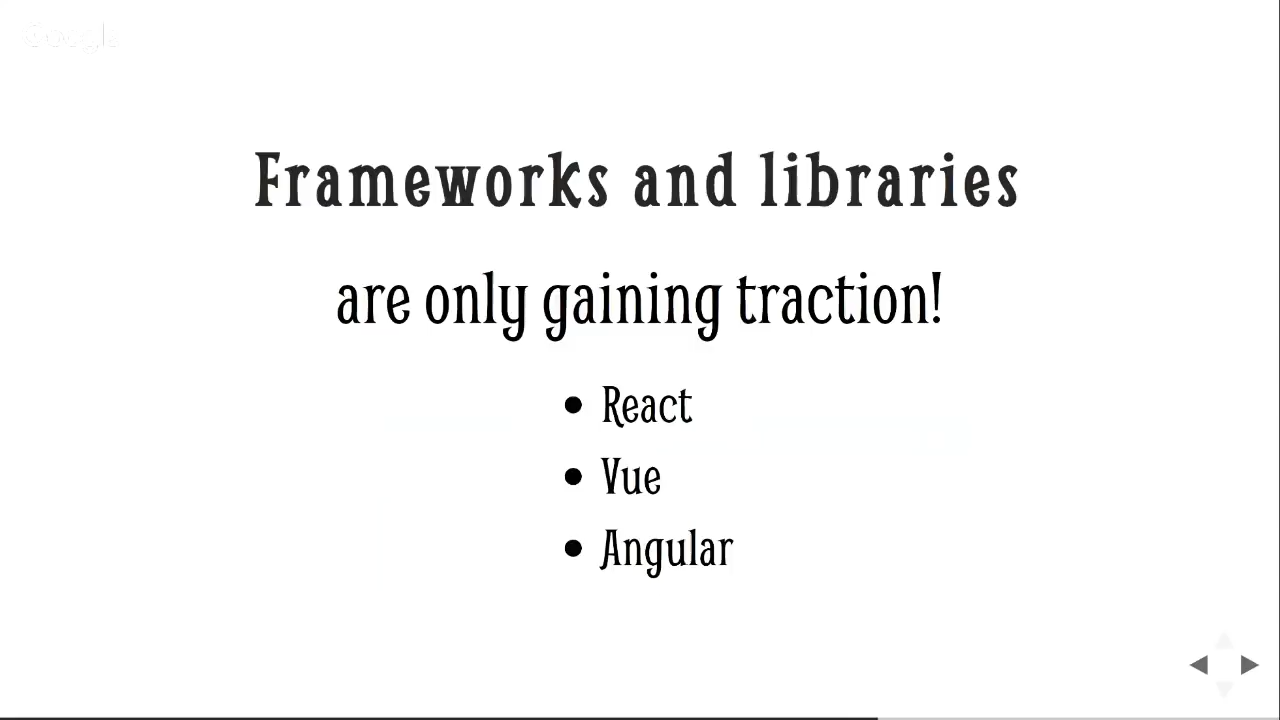 Frameworks and libraries
are only gaining traction!
• React
• Vue
• Angular